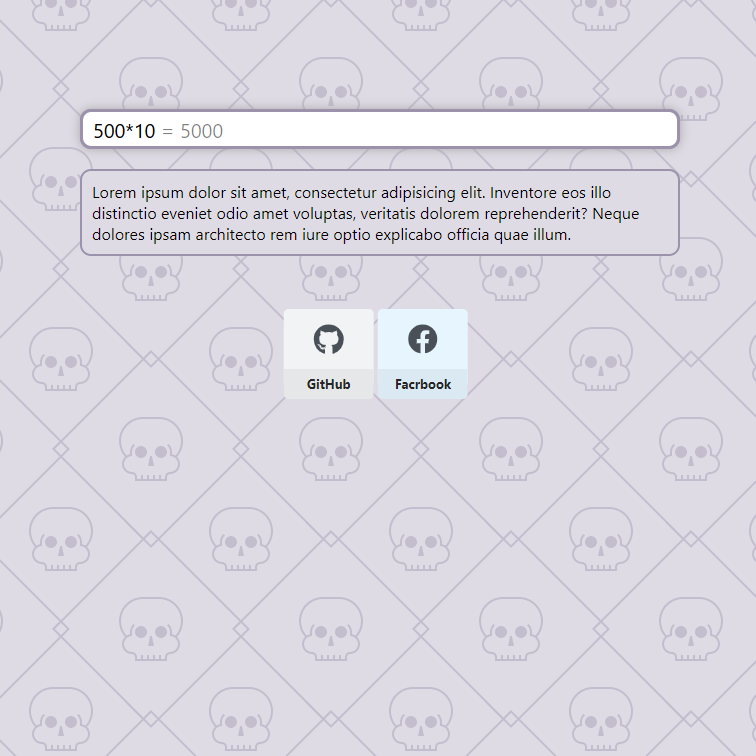 500*10 = 5000
Lorem ipsum dolor sit amet, consectetur adipisicing elit. Inventore eos illo
distinctio eveniet odio amet voluptas, veritatis dolorem reprehenderit? Neque
dolores ipsam architecto rem iure optio explicabo officia quae illum.
GitHub
Facrbook